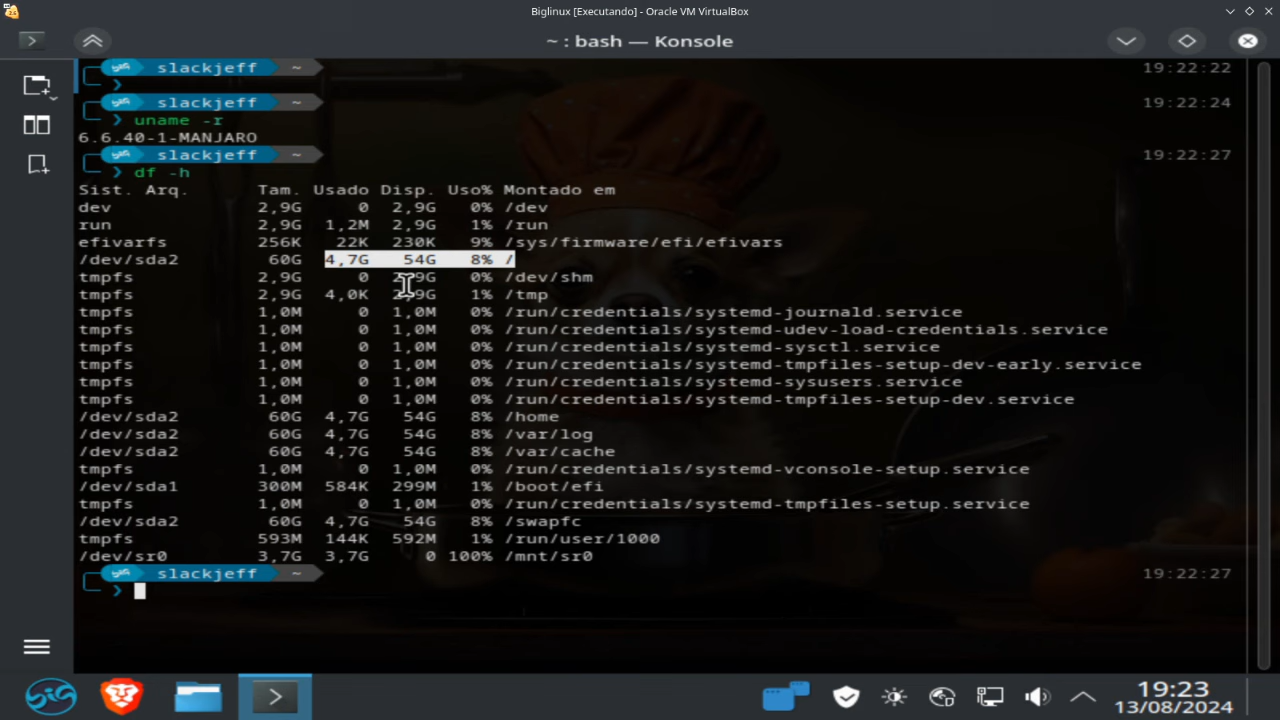 Biglinux [Executando] - Oracle VM VirtualBox
~ : bash — Konsole
slackjeff ~ 19:22:22
❯
slackjeff ~ 19:22:24
❯ uname -r
6.6.40-1-MANJARO
slackjeff ~ 19:22:27
❯ df -h
Sist. Arq. Tam. Usado Disp. Uso% Montado em
dev 2,9G 0 2,9G 0% /dev
run 2,9G 1,2M 2,9G 1% /run
efivarfs 256K 22K 230K 9% /sys/firmware/efi/efivars
/dev/sda2 60G 4,7G 54G 8% /
tmpfs 2,9G 0 2,9G 0% /dev/shm
tmpfs 2,9G 4,0K 2,9G 1% /tmp
tmpfs 1,0M 0 1,0M 0% /run/credentials/systemd-journald.service
tmpfs 1,0M 0 1,0M 0% /run/credentials/systemd-udev-load-credentials.service
tmpfs 1,0M 0 1,0M 0% /run/credentials/systemd-sysctl.service
tmpfs 1,0M 0 1,0M 0% /run/credentials/systemd-tmpfiles-setup-dev-early.service
tmpfs 1,0M 0 1,0M 0% /run/credentials/systemd-sysusers.service
tmpfs 1,0M 0 1,0M 0% /run/credentials/systemd-tmpfiles-setup-dev.service
/dev/sda2 60G 4,7G 54G 8% /home
/dev/sda2 60G 4,7G 54G 8% /var/log
/dev/sda2 60G 4,7G 54G 8% /var/cache
tmpfs 1,0M 0 1,0M 0% /run/credentials/systemd-vconsole-setup.service
/dev/sda1 300M 584K 299M 1% /boot/efi
tmpfs 1,0M 0 1,0M 0% /run/credentials/systemd-tmpfiles-setup.service
/dev/sda2 60G 4,7G 54G 8% /swapfc
tmpfs 593M 144K 592M 1% /run/user/1000
/dev/sr0 3,7G 3,7G 0 100% /mnt/sr0
slackjeff ~ 19:22:27
❯
19:23
13/08/2024